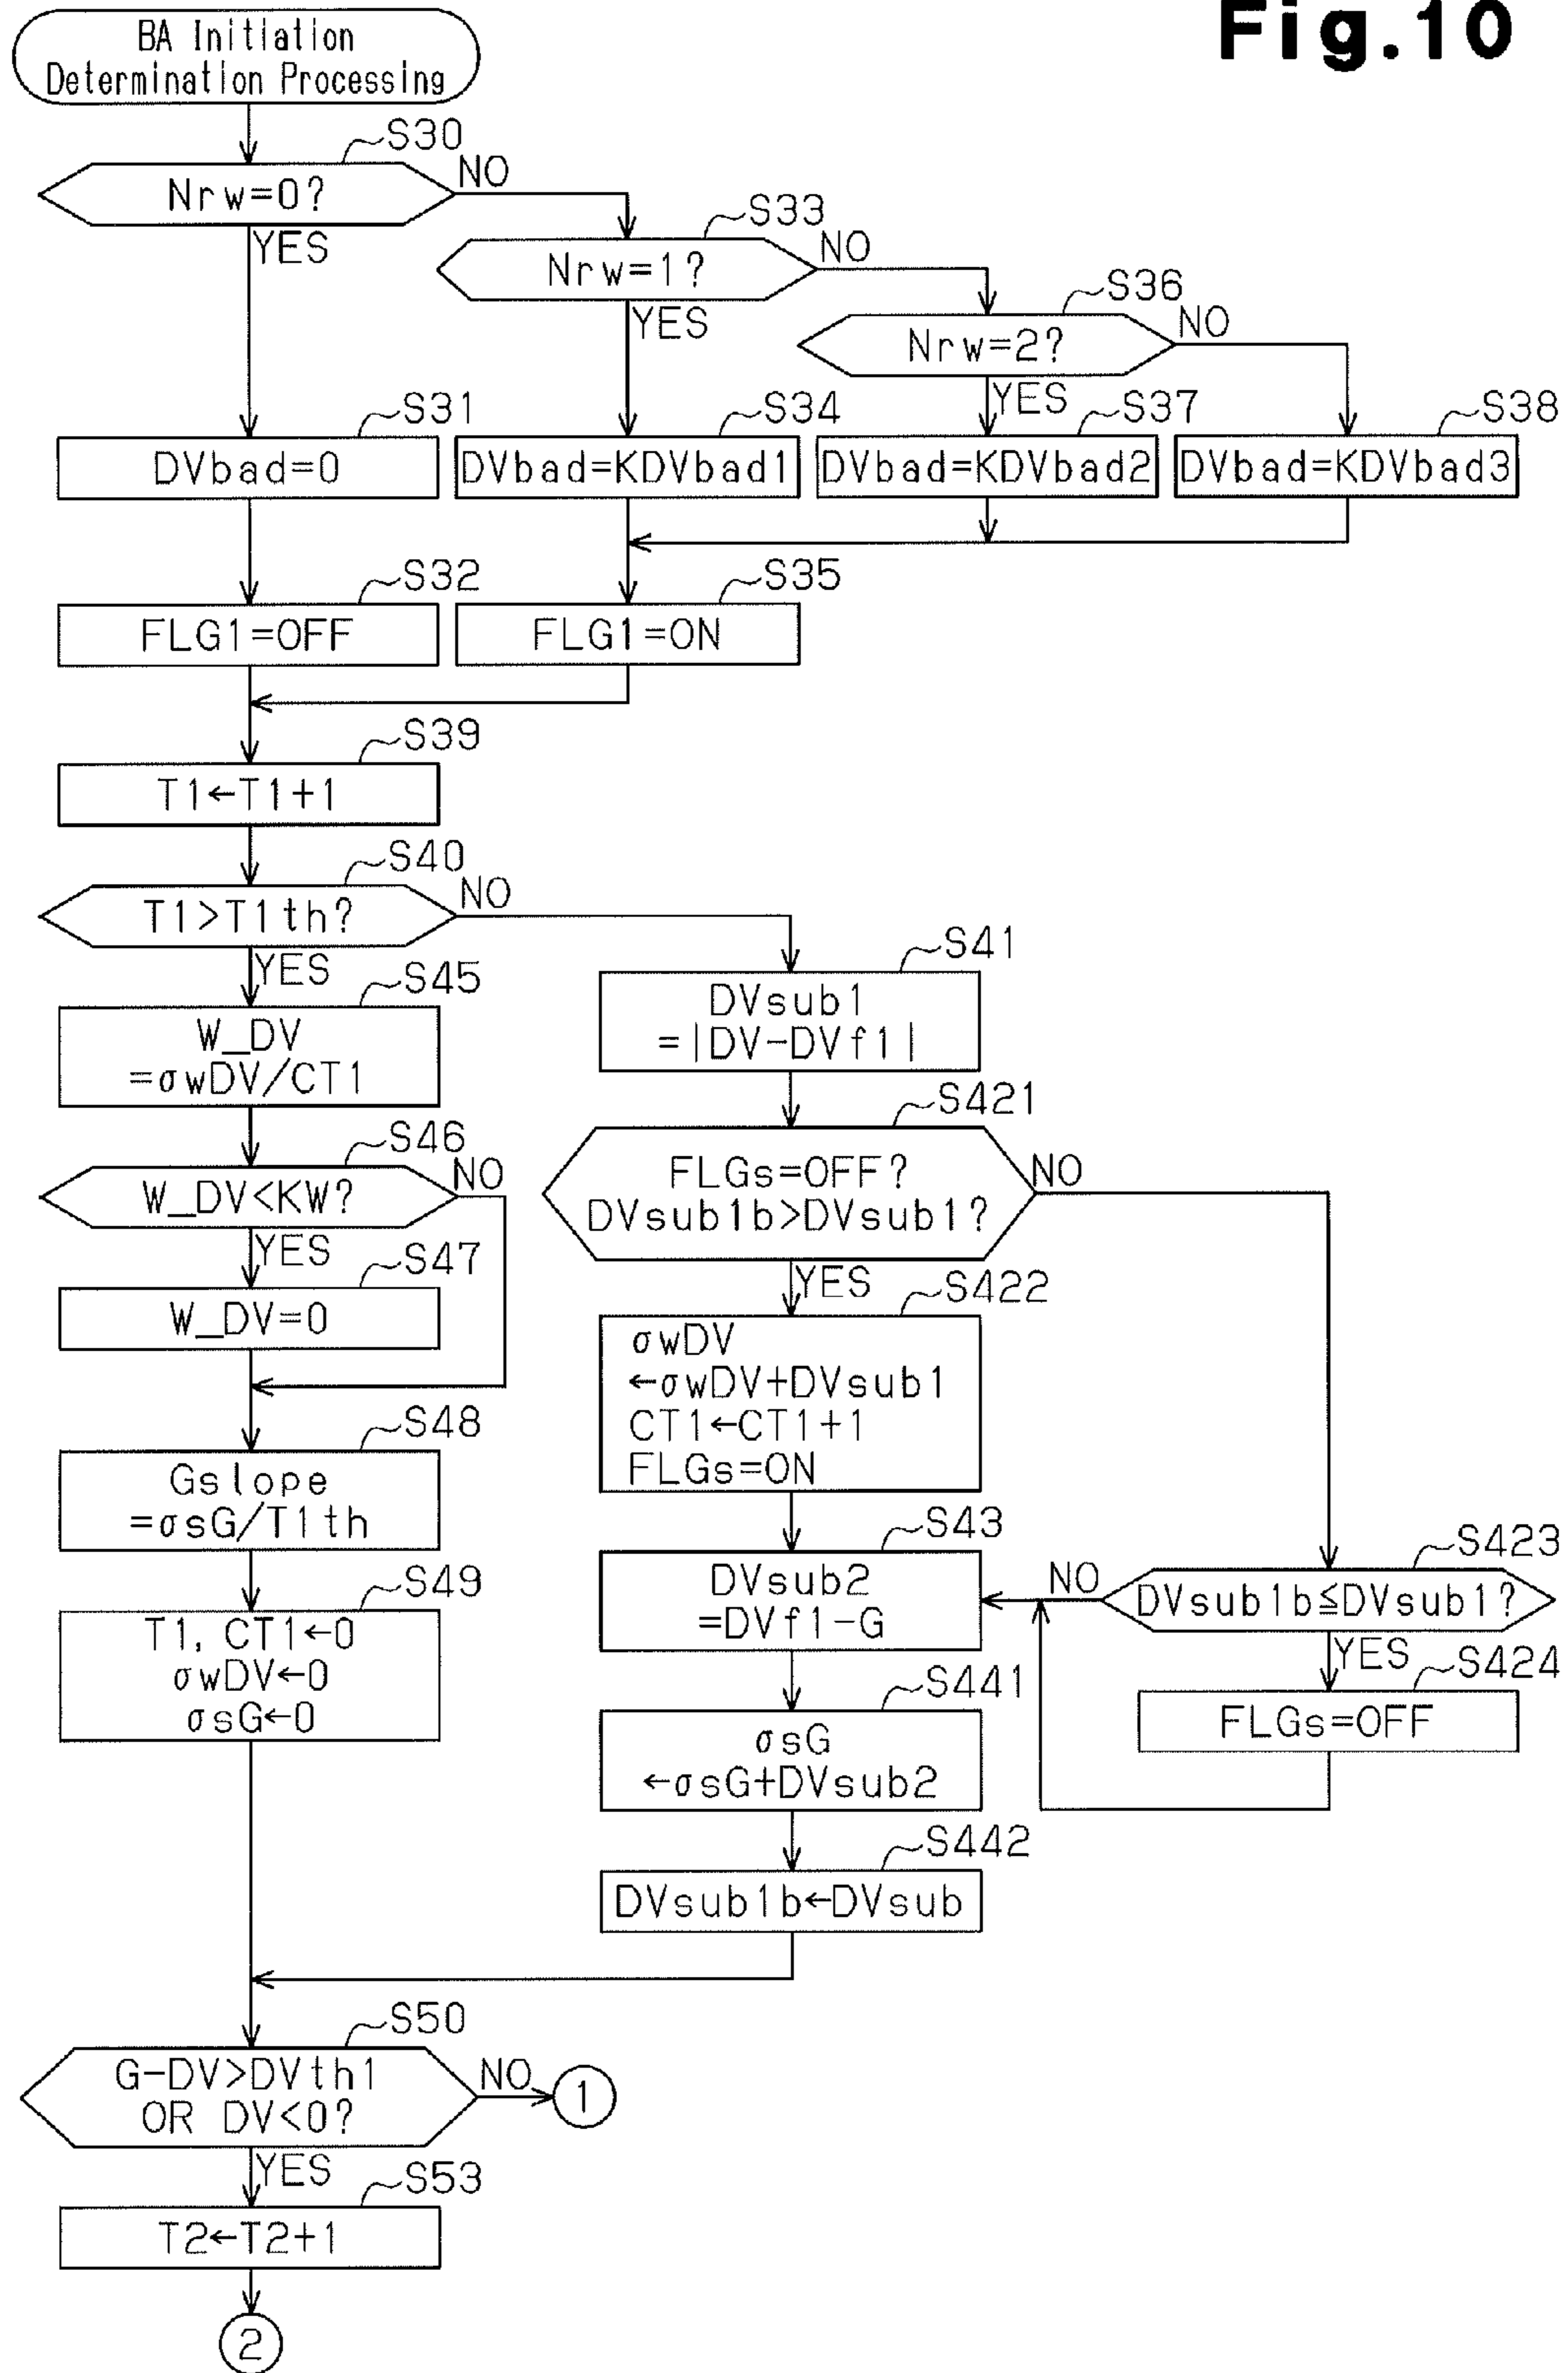 Fig.10
BA Initiation
Determination Processing
S30
Nrw=0?
NO
YES
S33
Nrw=1?
NO
YES
S36
Nrw=2?
NO
YES
S31
DVbad=0
S34
DVbad=KDVbad1
S37
DVbad=KDVbad2
S38
DVbad=KDVbad3
S32
FLG1=OFF
S35
FLG1=ON
S39
T1←T1+1
S40
T1>T1th?
NO
YES
S45
W_DV
=σwDV/CT1
S46
W_DV<KW?
NO
YES
S47
W_DV=0
S48
Gslope
=σsG/T1th
S49
T1, CT1←0
σwDV←0
σsG←0
S41
DVsub1
=|DV-DVf1|
S421
FLGs=OFF?
DVsub1b>DVsub1?
NO
YES
S422
σwDV
←σwDV+DVsub1
CT1←CT1+1
FLGs=ON
S43
DVsub2
=DVf1-G
S423
DVsub1b≦DVsub1?
NO
YES
S424
FLGs=OFF
S441
σsG
←σsG+DVsub2
S442
DVsub1b←DVsub
S50
G-DV>DVth1
OR DV<0?
NO
1
YES
S53
T2←T2+1
2